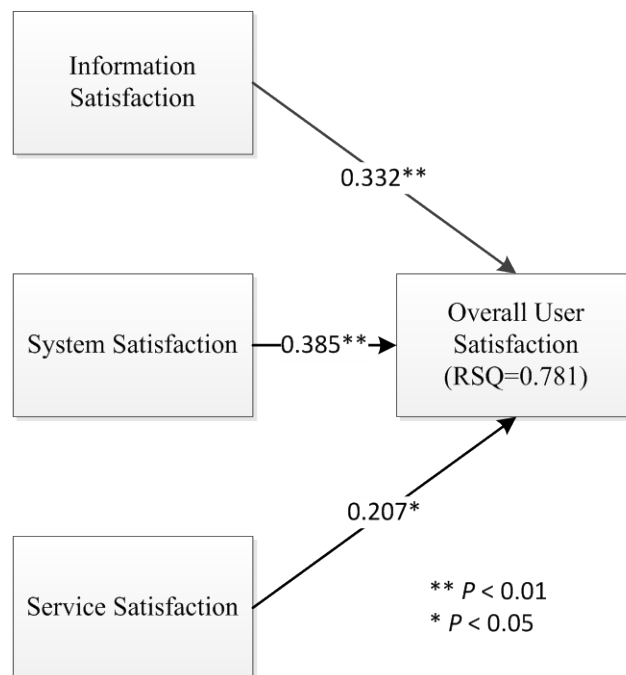 Information
Satisfaction
0.332**
System Satisfaction
0.385**
Overall User
Satisfaction
(RSQ=0.781)
0.207*
Service Satisfaction
** P < 0.01
* P < 0.05